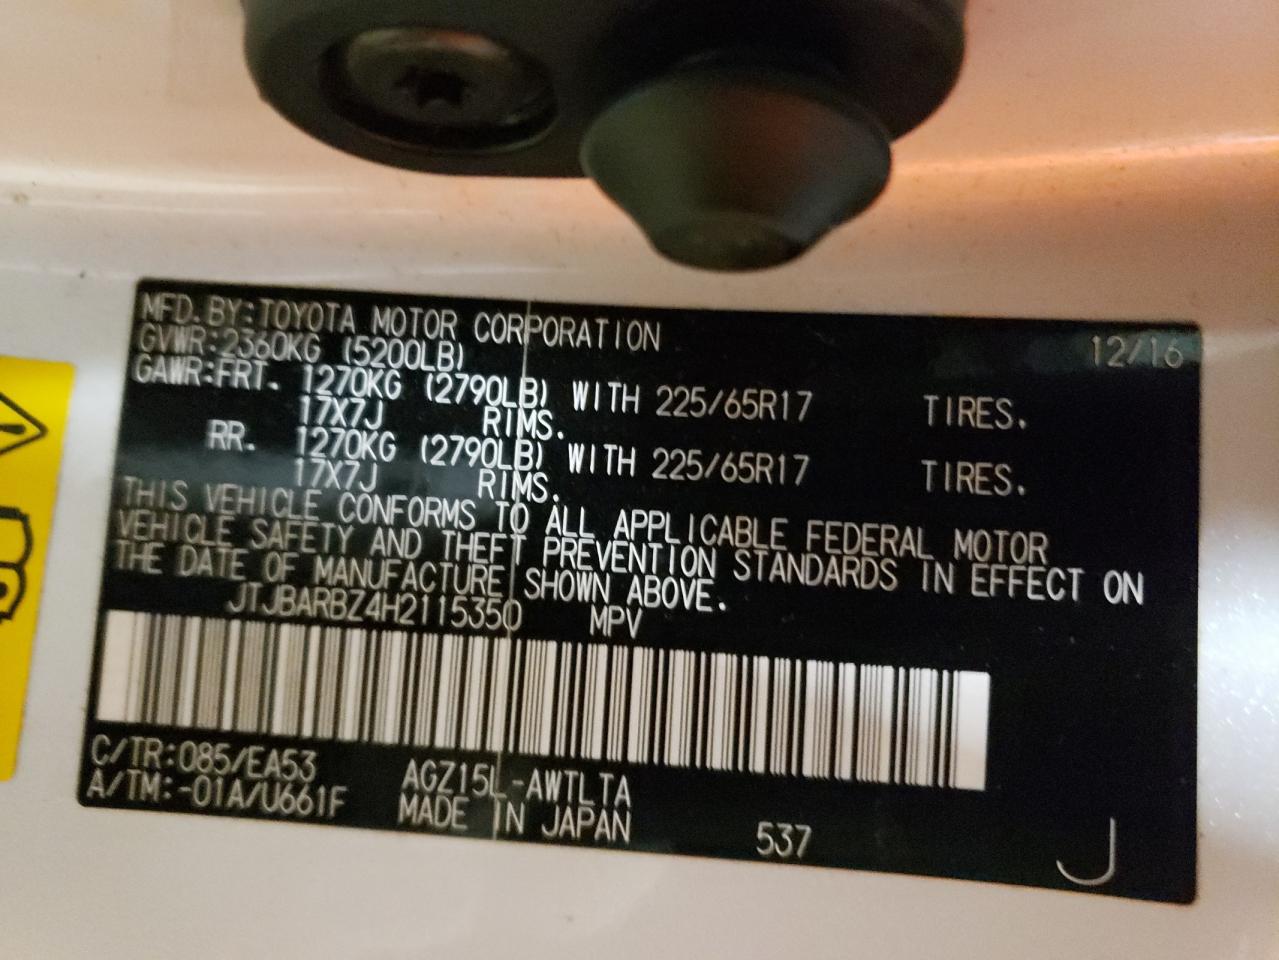 MFD. BY:TOYOTA MOTOR CORPORATION 12/16
GVWR:2360KG (5200LB)
GAWR:FRT. 1270KG (2790LB) WITH 225/65R17 TIRES.
17X7J RIMS.
RR. 1270KG (2790LB) WITH 225/65R17 TIRES.
17X7J RIMS.
THIS VEHICLE CONFORMS TO ALL APPLICABLE FEDERAL MOTOR
VEHICLE SAFETY AND THEFT PREVENTION STANDARDS IN EFFECT ON
THE DATE OF MANUFACTURE SHOWN ABOVE.
JTJBARBZ4H2115350 MPV
C/TR:085/EA53 AGZ15L-AWTLTA
A/TM:-01A/U661F MADE IN JAPAN 537 J